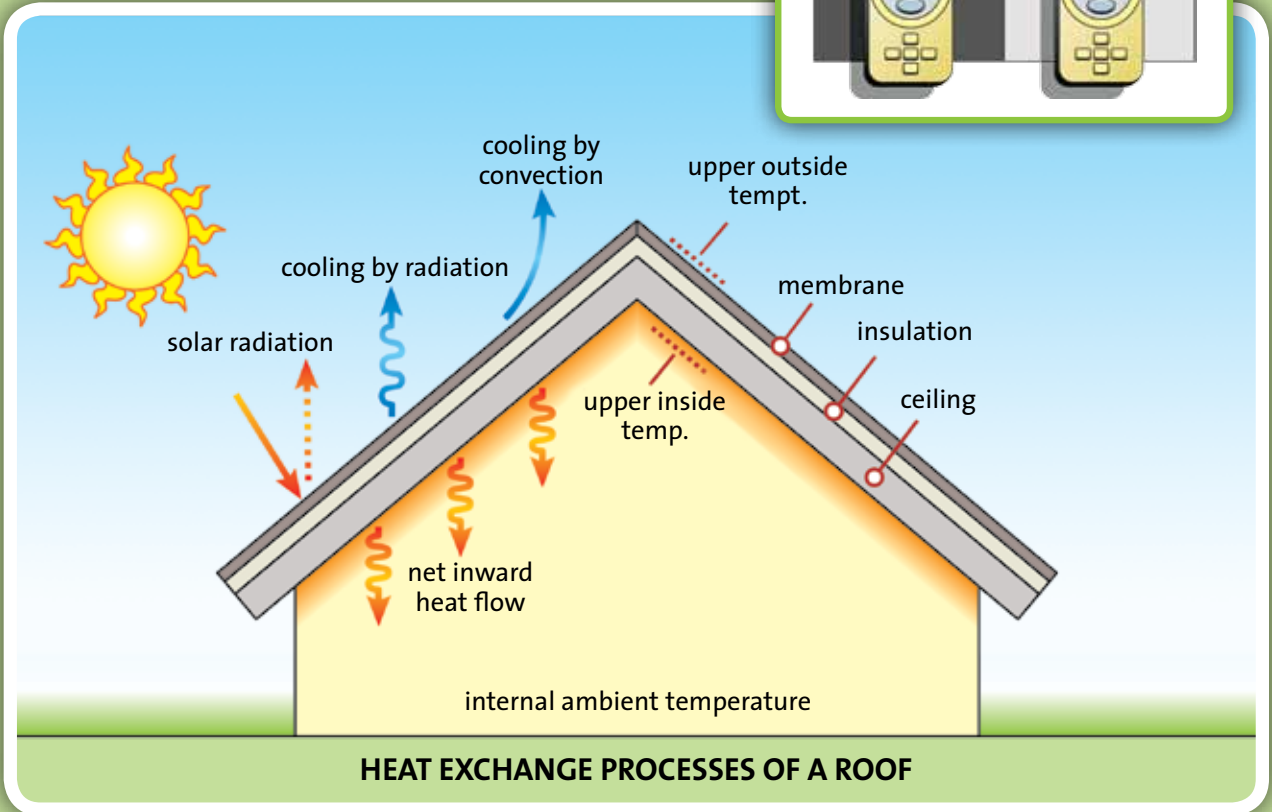 cooling by
convection
upper outside
tempt.
cooling by radiation
membrane
insulation
solar radiation
ceiling
upper inside
temp.
net inward
heat flow
internal ambient temperature
HEAT EXCHANGE PROCESSES OF A ROOF